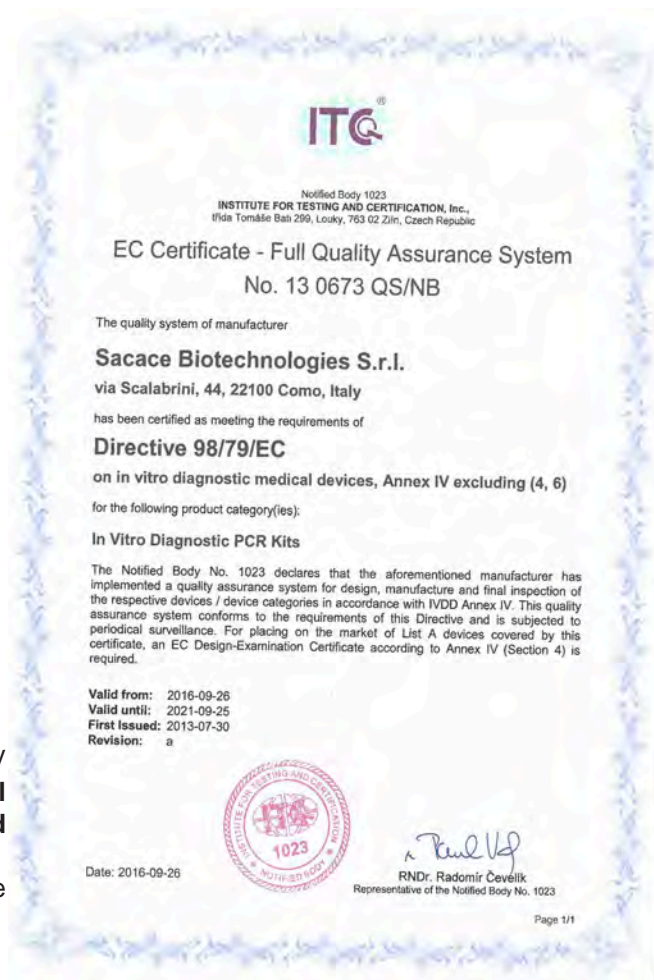 ITC®
Notified Body 1023
INSTITUTE FOR TESTING AND CERTIFICATION, Inc.,
třída Tomáše Bati 299, Louky, 763 02 Zlín, Czech Republic
EC Certificate - Full Quality Assurance System
No. 13 0673 QS/NB
The quality system of manufacturer
Sacace Biotechnologies S.r.l.
via Scalabrini, 44, 22100 Como, Italy
has been certified as meeting the requirements of
Directive 98/79/EC
on in vitro diagnostic medical devices, Annex IV excluding (4, 6)
for the following product category(ies):
In Vitro Diagnostic PCR Kits
The Notified Body No. 1023 declares that the aforementioned manufacturer has
implemented a quality assurance system for design, manufacture and final inspection of
the respective devices / device categories in accordance with IVDD Annex IV. This quality
assurance system conforms to the requirements of this Directive and is subjected to
periodical surveillance. For placing on the market of List A devices covered by this
certificate, an EC Design-Examination Certificate according to Annex IV (Section 4) is
required.
Valid from: 2016-09-26
Valid until: 2021-09-25
First Issued: 2013-07-30
Revision: a
INSTITUTE FOR TESTING AND CERTIFICATION
1023
NOTIFIED BODY
Date: 2016-09-26
RNDr. Radomír Čevelík
Representative of the Notified Body No. 1023
Page 1/1